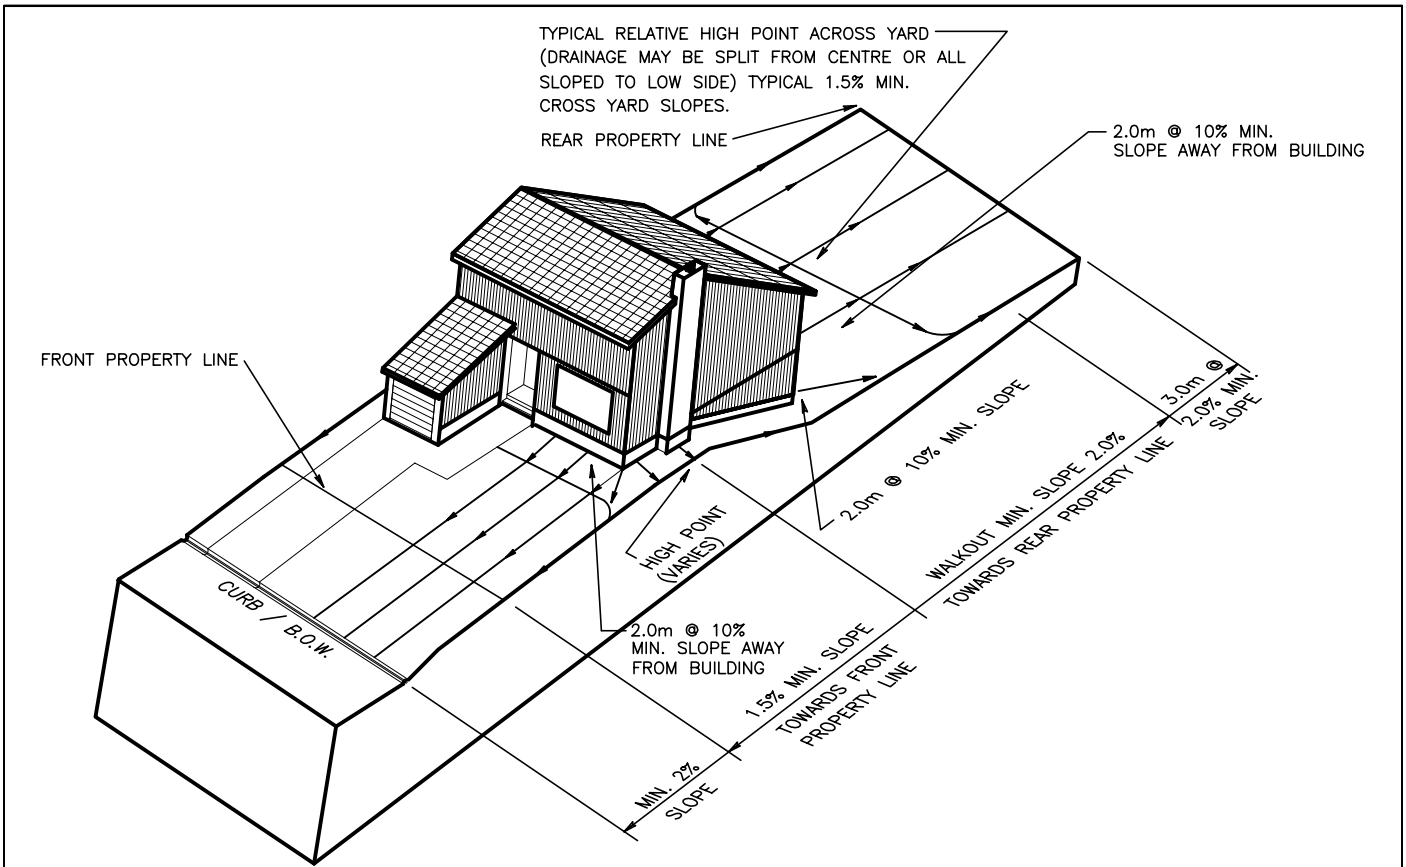 TYPICAL RELATIVE HIGH POINT ACROSS YARD
(DRAINAGE MAY BE SPLIT FROM CENTRE OR ALL
SLOPED TO LOW SIDE) TYPICAL 1.5% MIN.
CROSS YARD SLOPES.
REAR PROPERTY LINE
2.0m @ 10% MIN.
SLOPE AWAY FROM BUILDING
FRONT PROPERTY LINE
3.0m @
2.0% MIN.
SLOPE
2.0m @ 10% MIN. SLOPE
WALKOUT MIN. SLOPE 2.0%
TOWARDS REAR PROPERTY LINE
HIGH POINT
(VARIES)
CURB / B.O.W.
2.0m @ 10%
MIN. SLOPE AWAY
FROM BUILDING
1.5% MIN. SLOPE
TOWARDS FRONT
PROPERTY LINE
MIN. 2%
SLOPE